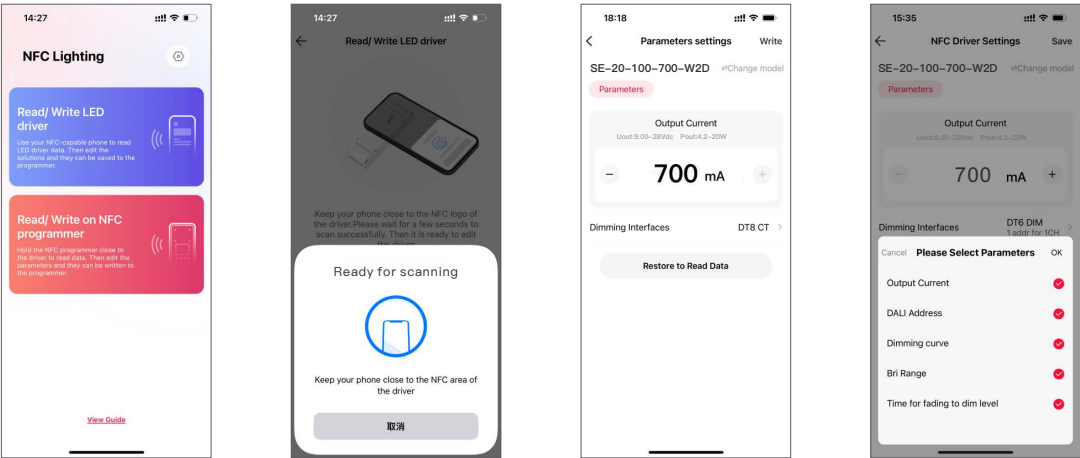 14:27
NFC Lighting
Read/ Write LED
driver
Use your NFC-capable phone to read
LED driver data. Then edit the
solutions and they can be saved to the
programmer.
Read/ Write on NFC
programmer
Hold the NFC programmer close to
the driver to read data. Then edit the
parameters and they can be written to
the programmer.
View Guide
14:27
Read/ Write LED driver
Keep your phone close to the NFC logo of
the driver.Please wait for a few seconds to
scan successfully. Then it is ready to edit
the driver
Ready for scanning
Keep your phone close to the NFC area of
the driver
取消
18:18
Parameters settings Write
SE-20-100-700-W2D ⇌Change model
Parameters
Output Current
Uout:9.00-28Vdc Pout:4.2-20W
− 700 mA +
Dimming Interfaces DT8 CT >
Restore to Read Data
15:35
NFC Driver Settings Save
SE-20-100-700-W2D ⇌Change model
Parameters
Output Current
Uout:9.00-28Vdc Pout:4.2-20W
− 700 mA +
Dimming Interfaces DT6 DIM
1 addr for 1CH >
Cancel Please Select Parameters OK
Output Current
DALI Address
Dimming curve
Bri Range
Time for fading to dim level